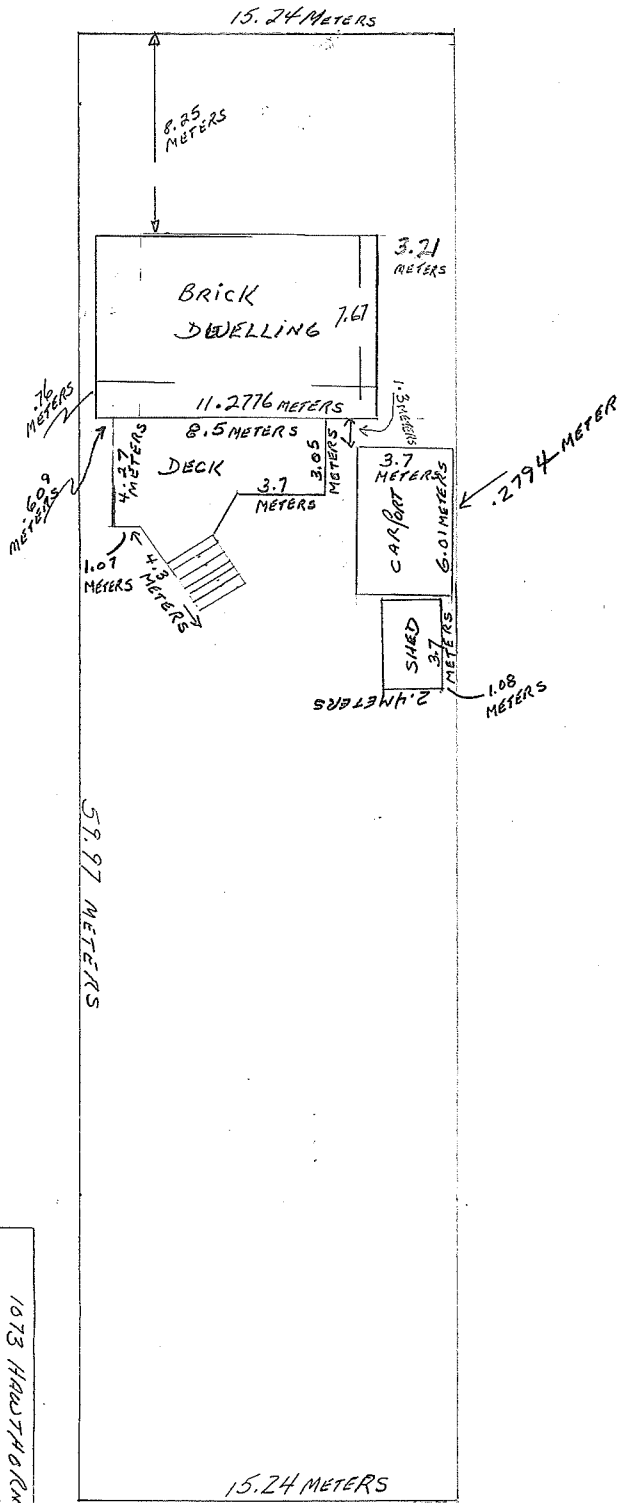 15.24 METERS
8.25
METERS
3.21
METERS
BRICK
DWELLING
7.67
.76
METERS
11.2776 METERS
8.5 METERS
1.3 METERS
.609
METERS
4.27
METERS
DECK
3.05
METERS
3.7
METERS
3.7
METERS
CARPORT
6.01 METERS
.2794 METER
1.07
METERS
4.3
METERS
SHED
3.7
METERS
2.4 METERS
1.08
METERS
59.97 METERS
1073 HAWTHORN
15.24 METERS